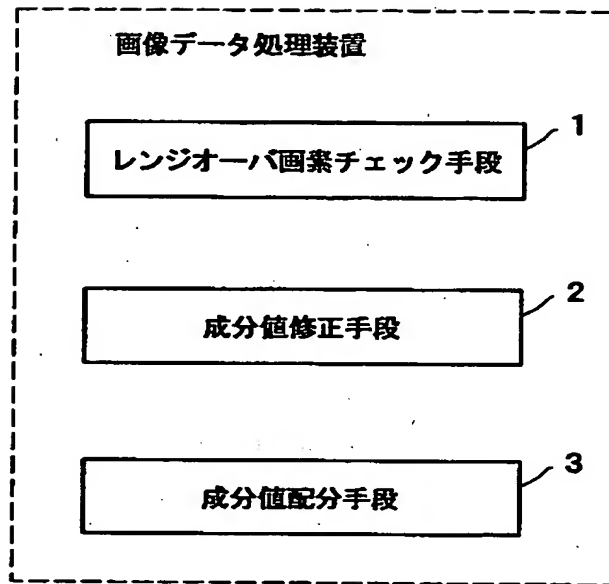 画像データ処理装置
1
レンジオーバ画素チェック手段
2
成分値修正手段
3
成分値配分手段